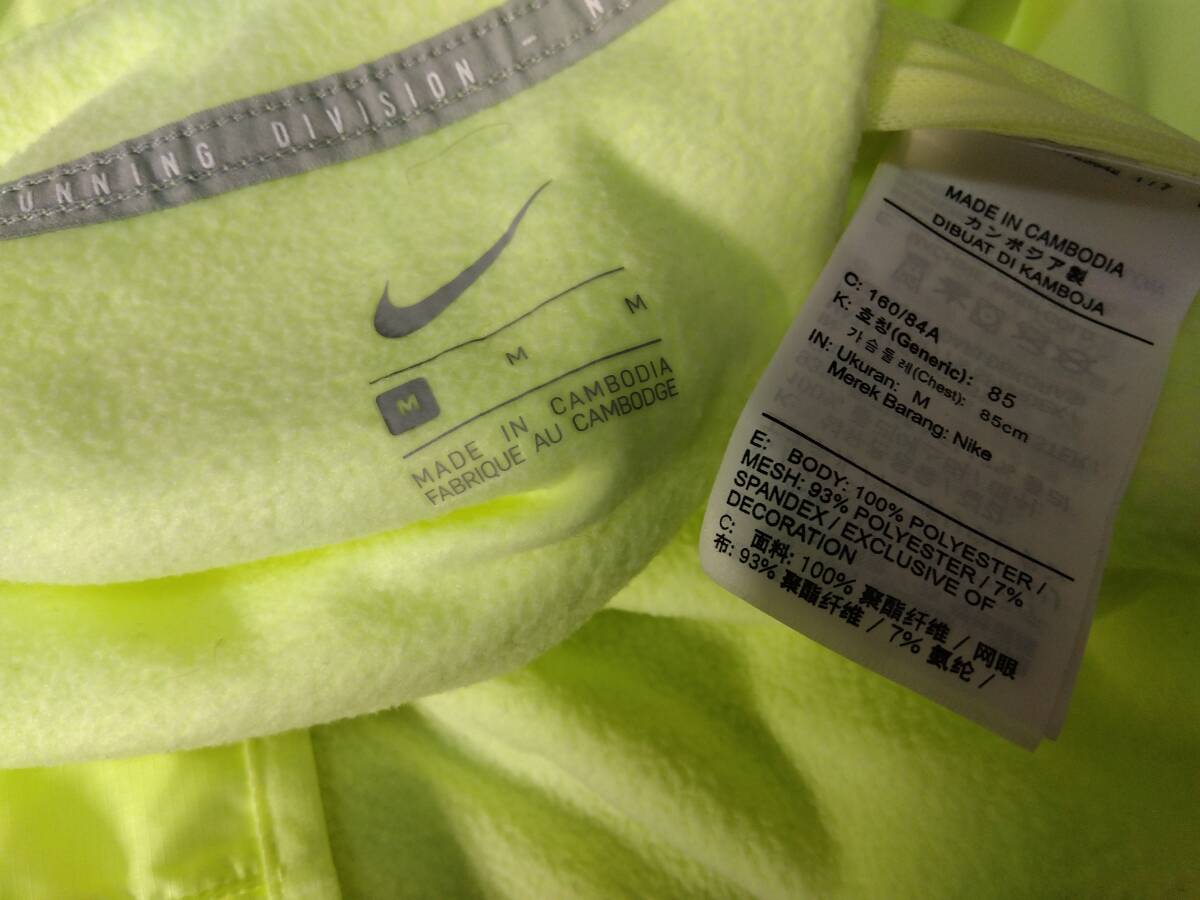 UNNING DIVISION - N
M
M
M
MADE IN CAMBODIA
FABRIQUE AU CAMBODGE
MADE IN CAMBODIA
カンボジア製
DIBUAT DI KAMBOJA
C: 160/84A
K: 호칭(Generic): 85
가슴둘레(Chest): 85cm
IN: Ukuran: M
Merek Barang: Nike
E: BODY: 100% POLYESTER /
MESH: 93% POLYESTER / 7%
SPANDEX / EXCLUSIVE OF
DECORATION
C: 面料: 100% 聚酯纤维 / 网眼
布: 93% 聚酯纤维 / 7% 氨纶 /